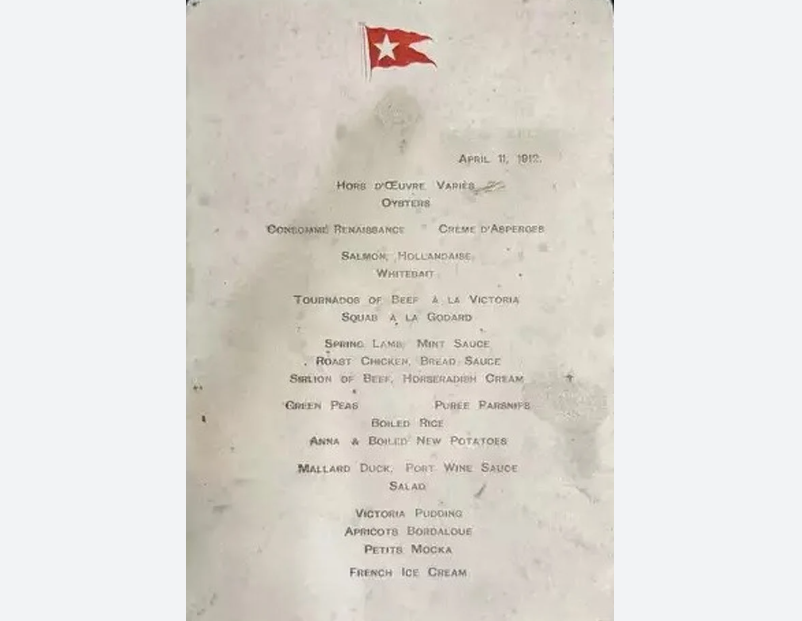 April 11, 1912.
Hors d'Œuvre Variés
Oysters
Consommé Renaissance Crème d'Asperges
Salmon, Hollandaise
Whitebait
Tournados of Beef à la Victoria
Squab à la Godard
Spring Lamb, Mint Sauce
Roast Chicken, Bread Sauce
Sirlion of Beef, Horseradish Cream
Green Peas Purée Parsnips
Boiled Rice
Anna & Boiled New Potatoes
Mallard Duck, Port Wine Sauce
Salad
Victoria Pudding
Apricots Bordaloue
Petits Mocka
French Ice Cream